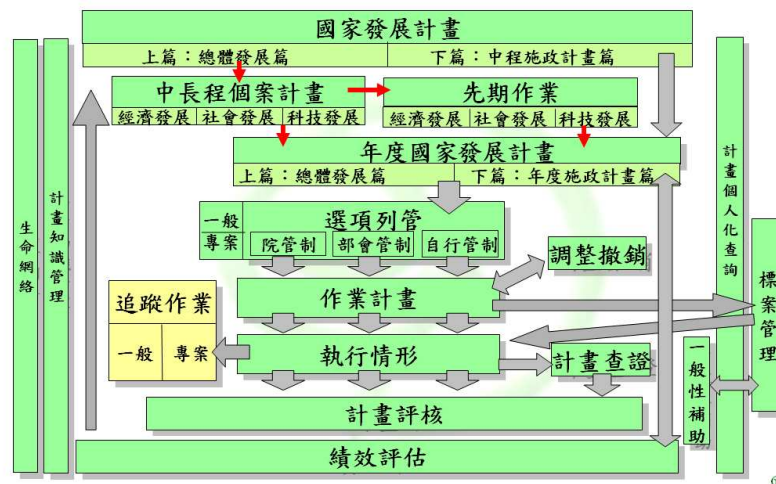 國家發展計畫
上篇：總體發展篇
下篇：中程施政計畫篇
中長程個案計畫
經濟發展
社會發展
科技發展
先期作業
經濟發展
社會發展
科技發展
年度國家發展計畫
上篇：總體發展篇
下篇：年度施政計畫篇
一般
專案
選項列管
院管制
部會管制
自行管制
調整撤銷
作業計畫
追蹤作業
一般
專案
執行情形
計畫查證
計畫評核
績效評估
生命網絡
計畫知識管理
計畫個人化查詢
標案管理
一般性補助